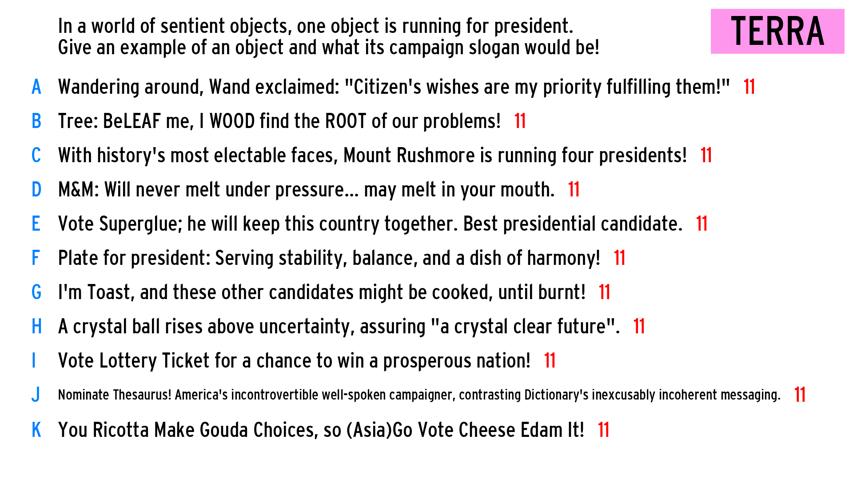 In a world of sentient objects, one object is running for president.
Give an example of an object and what its campaign slogan would be!
TERRA
A Wandering around, Wand exclaimed: "Citizen's wishes are my priority fulfilling them!" 11
B Tree: BeLEAF me, I WOOD find the ROOT of our problems! 11
C With history's most electable faces, Mount Rushmore is running four presidents! 11
D M&M: Will never melt under pressure... may melt in your mouth. 11
E Vote Superglue; he will keep this country together. Best presidential candidate. 11
F Plate for president: Serving stability, balance, and a dish of harmony! 11
G I'm Toast, and these other candidates might be cooked, until burnt! 11
H A crystal ball rises above uncertainty, assuring "a crystal clear future". 11
I Vote Lottery Ticket for a chance to win a prosperous nation! 11
J Nominate Thesaurus! America's incontrovertible well-spoken campaigner, contrasting Dictionary's inexcusably incoherent messaging. 11
K You Ricotta Make Gouda Choices, so (Asia)Go Vote Cheese Edam It! 11